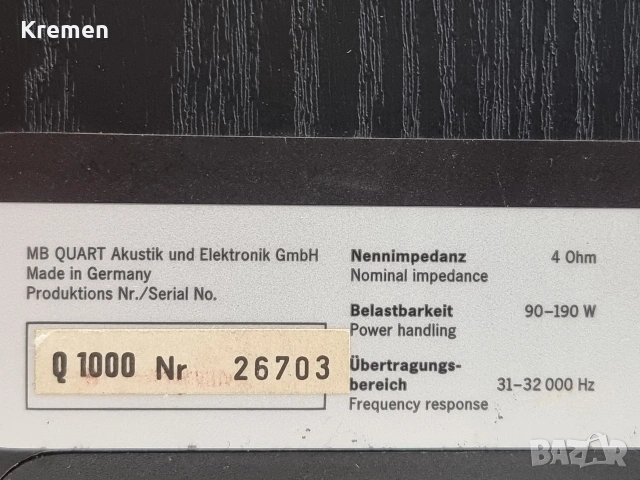 Kremen
MB QUART Akustik und Elektronik GmbH
Made in Germany
Produktions Nr./Serial No.
Q 1000 Nr 26703
Nennimpedanz 4 Ohm
Nominal impedance
Belastbarkeit 90–190 W
Power handling
Übertragungs-
bereich 31–32 000 Hz
Frequency response
BAZAR